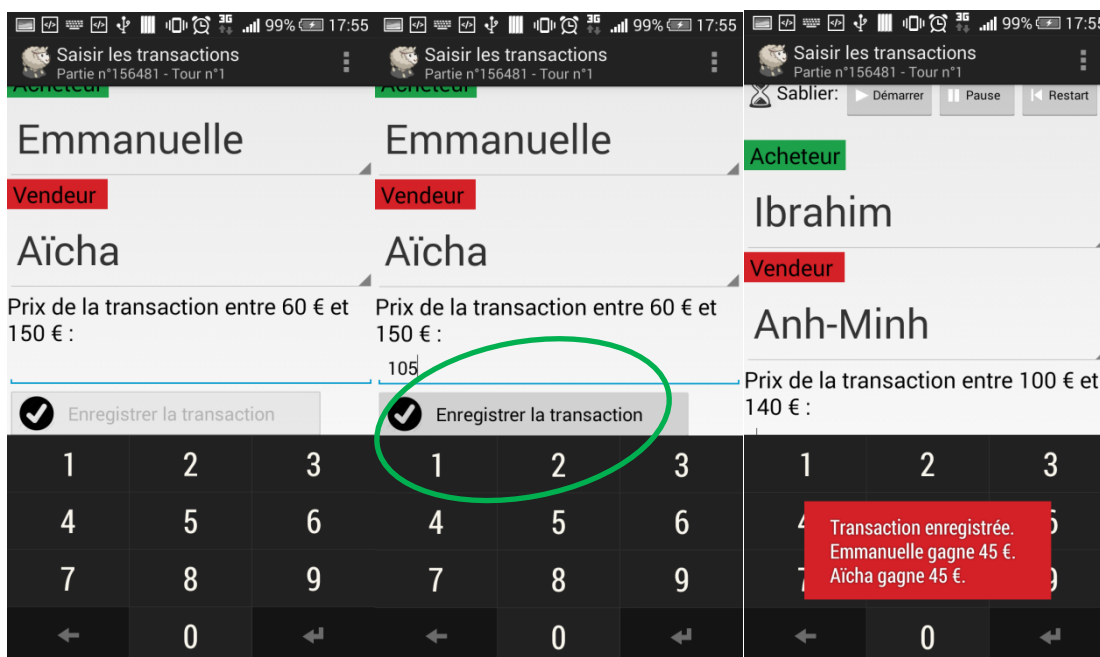 3G 99% 17:55
Saisir les transactions
Partie n°156481 - Tour n°1
Acheteur
Emmanuelle
Vendeur
Aïcha
Prix de la transaction entre 60 € et
150 € :
Enregistrer la transaction
1 2 3
4 5 6
7 8 9
0
3G 99% 17:55
Saisir les transactions
Partie n°156481 - Tour n°1
Acheteur
Emmanuelle
Vendeur
Aïcha
Prix de la transaction entre 60 € et
150 € :
105
Enregistrer la transaction
1 2 3
4 5 6
7 8 9
0
3G 99% 17:55
Saisir les transactions
Partie n°156481 - Tour n°1
Sablier: Démarrer Pause Restart
Acheteur
Ibrahim
Vendeur
Anh-Minh
Prix de la transaction entre 100 € et
140 € :
1 2 3
Transaction enregistrée.
Emmanuelle gagne 45 €.
Aïcha gagne 45 €.
0